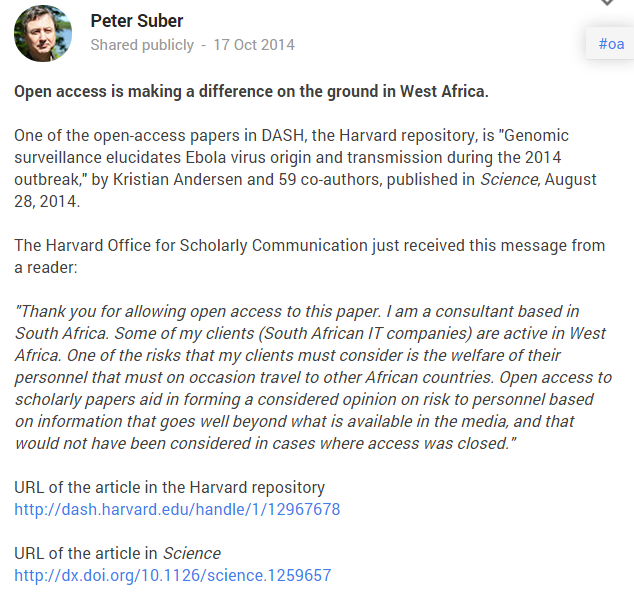 Peter Suber
Shared publicly - 17 Oct 2014
#oa
Open access is making a difference on the ground in West Africa.
One of the open-access papers in DASH, the Harvard repository, is "Genomic
surveillance elucidates Ebola virus origin and transmission during the 2014
outbreak," by Kristian Andersen and 59 co-authors, published in Science, August
28, 2014.
The Harvard Office for Scholarly Communication just received this message from
a reader:
"Thank you for allowing open access to this paper. I am a consultant based in
South Africa. Some of my clients (South African IT companies) are active in West
Africa. One of the risks that my clients must consider is the welfare of their
personnel that must on occasion travel to other African countries. Open access to
scholarly papers aid in forming a considered opinion on risk to personnel based
on information that goes well beyond what is available in the media, and that
would not have been considered in cases where access was closed."
URL of the article in the Harvard repository
http://dash.harvard.edu/handle/1/12967678
URL of the article in Science
http://dx.doi.org/10.1126/science.1259657